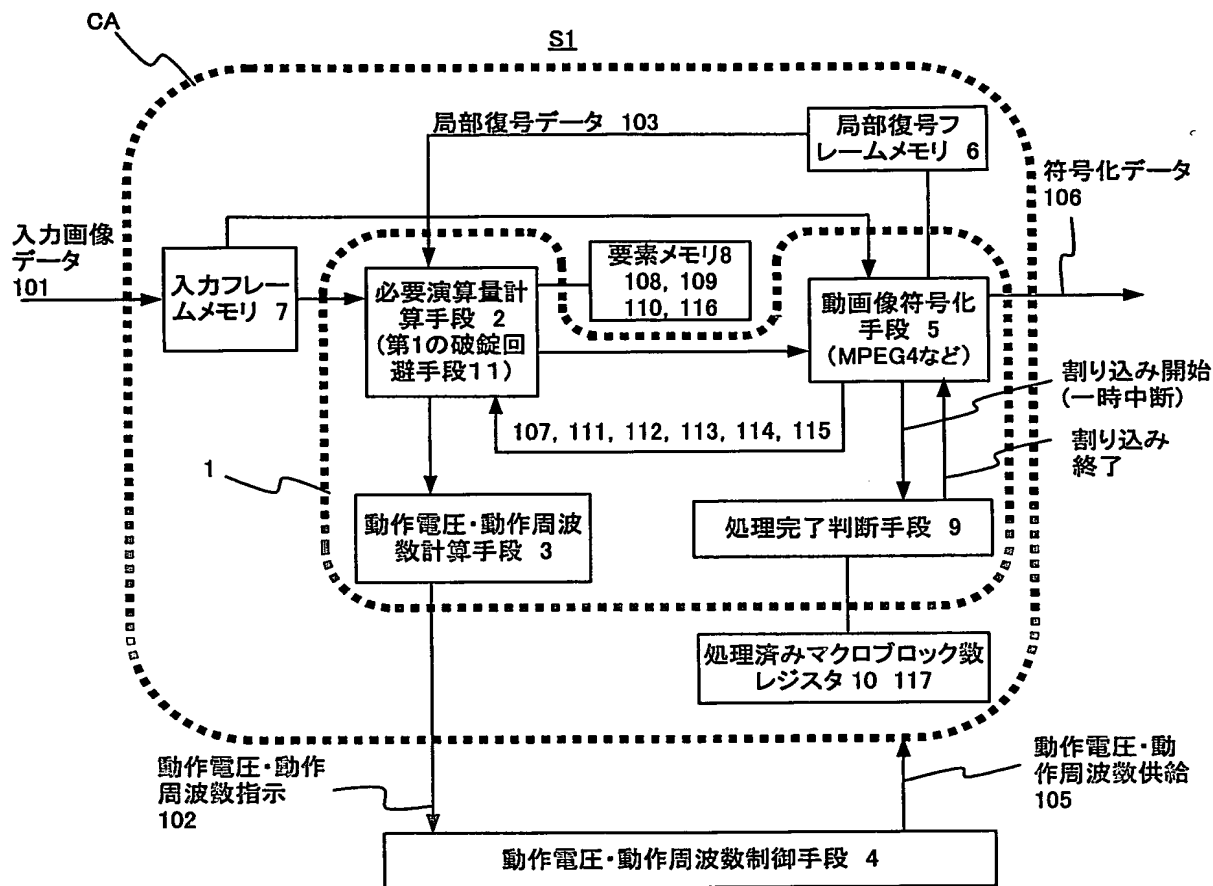 CA
S1
局部復号データ 103
局部復号フ
レームメモリ 6
符号化データ
106
入力画像
データ
101
入力フレー
ムメモリ 7
必要演算量計
算手段 2
(第1の破錠回
避手段11)
要素メモリ8
108, 109
110, 116
動画像符号化
手段 5
(MPEG4など)
割り込み開始
(一時中断)
割り込み
終了
107, 111, 112, 113, 114, 115
1
動作電圧・動作周波
数計算手段 3
処理完了判断手段 9
処理済みマクロブロック数
レジスタ 10 117
動作電圧・動作
周波数指示
102
動作電圧・動
作周波数供給
105
動作電圧・動作周波数制御手段 4